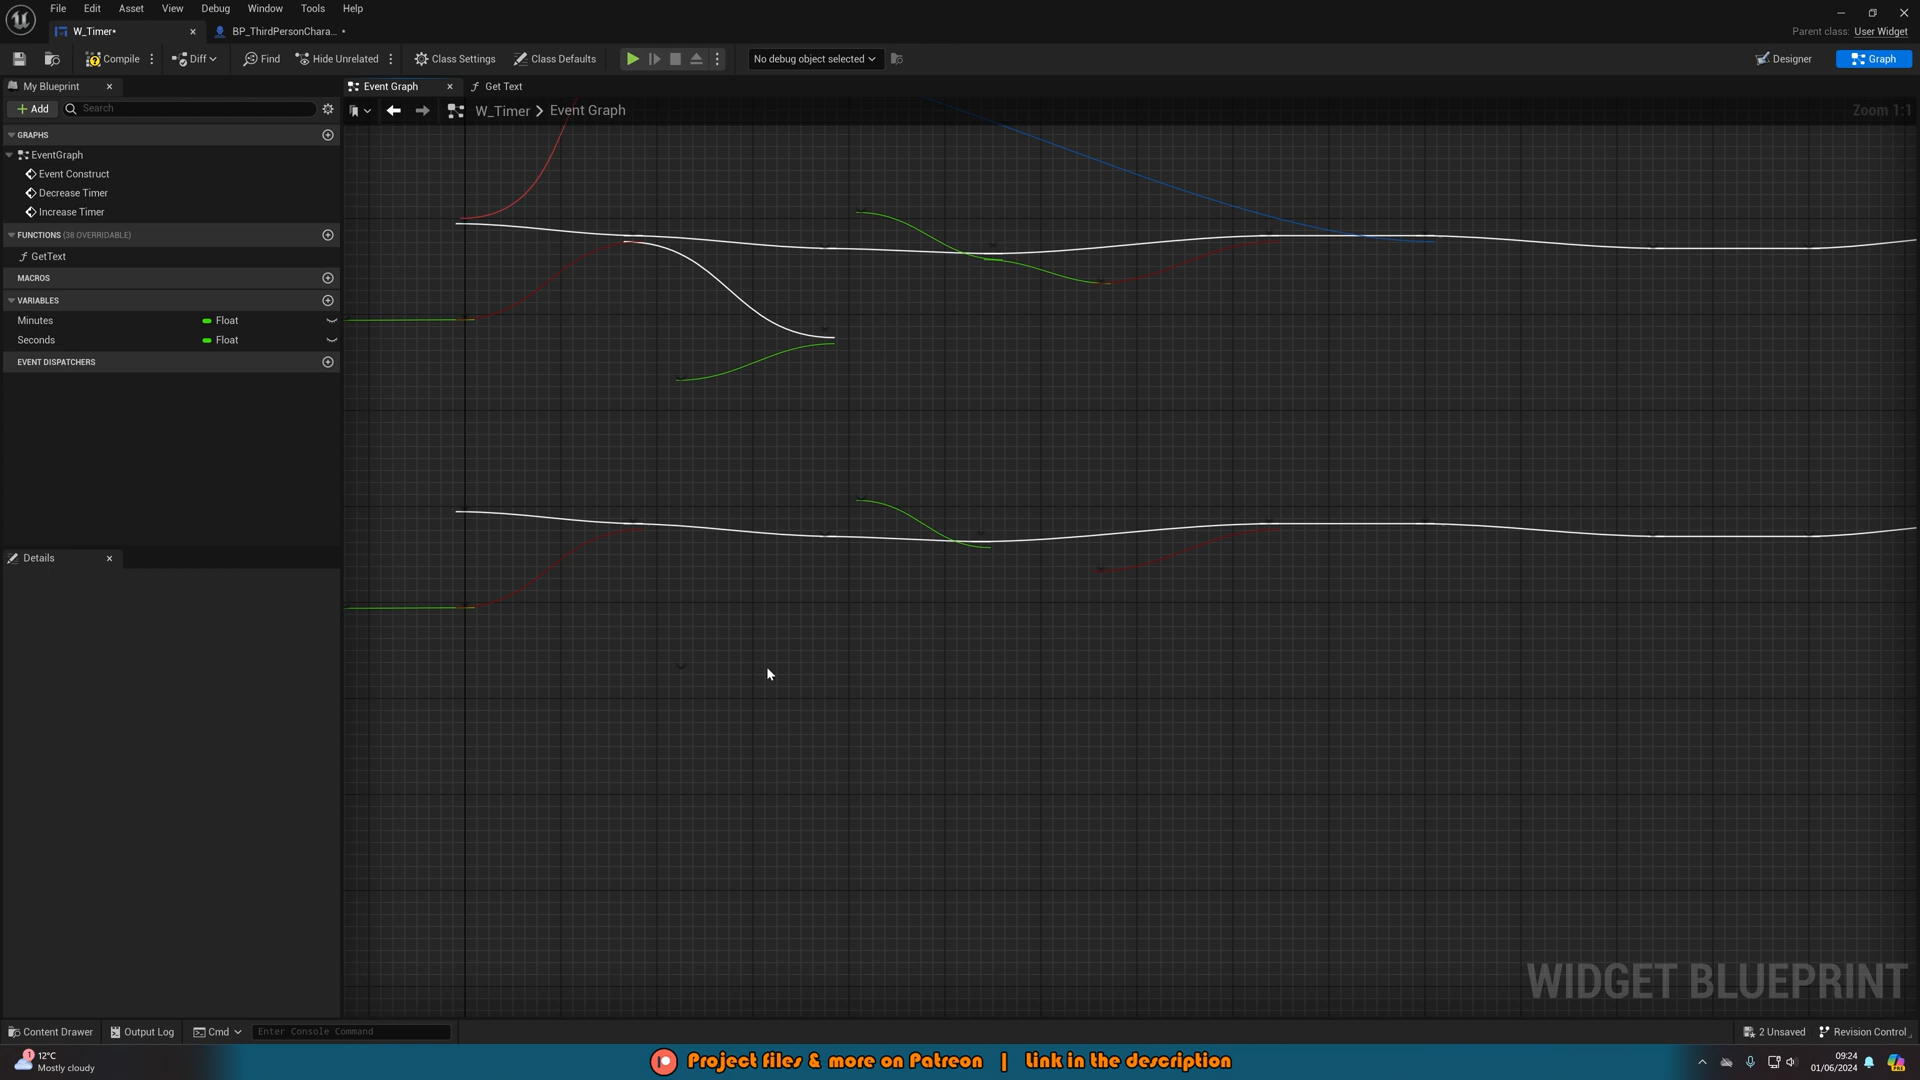 File Edit Asset View Debug Window Tools Help
W_Timer•
BP_ThirdPersonChara... •
Parent class: User Widget
Compile
Diff
Find
Hide Unrelated
Class Settings
Class Defaults
No debug object selected
Designer
Graph
My Blueprint
Event Graph
Get Text
Add
Search
W_Timer > Event Graph
Zoom 1:1
GRAPHS
EventGraph
Event Construct
Decrease Timer
Increase Timer
FUNCTIONS (38 OVERRIDABLE)
GetText
MACROS
VARIABLES
Minutes Float
Seconds Float
EVENT DISPATCHERS
Details
WIDGET BLUEPRINT
Content Drawer
Output Log
Cmd
Enter Console Command
2 Unsaved
Revision Control
1
12°C
Mostly cloudy
Project files & more on Patreon | Link in the description
09:24
01/06/2024
PRE